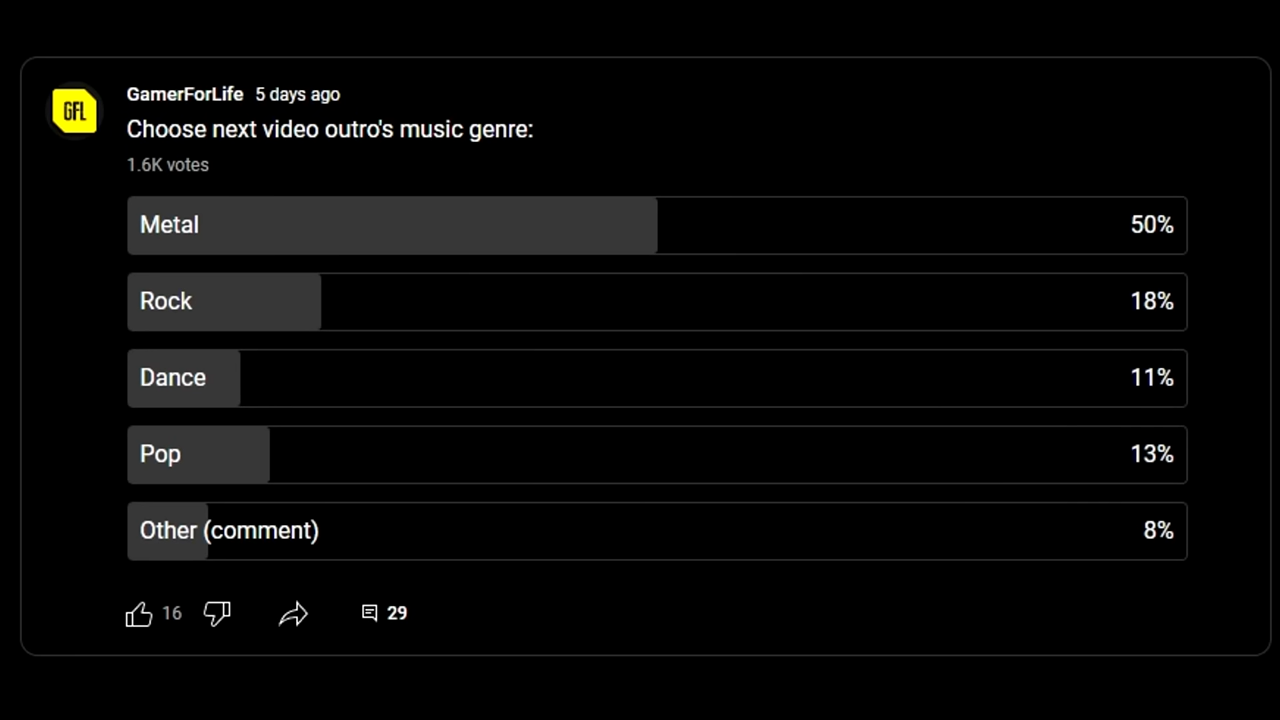 GFL
GamerForLife 5 days ago
Choose next video outro's music genre:
1.6K votes
Metal 50%
Rock 18%
Dance 11%
Pop 13%
Other (comment) 8%
16 29